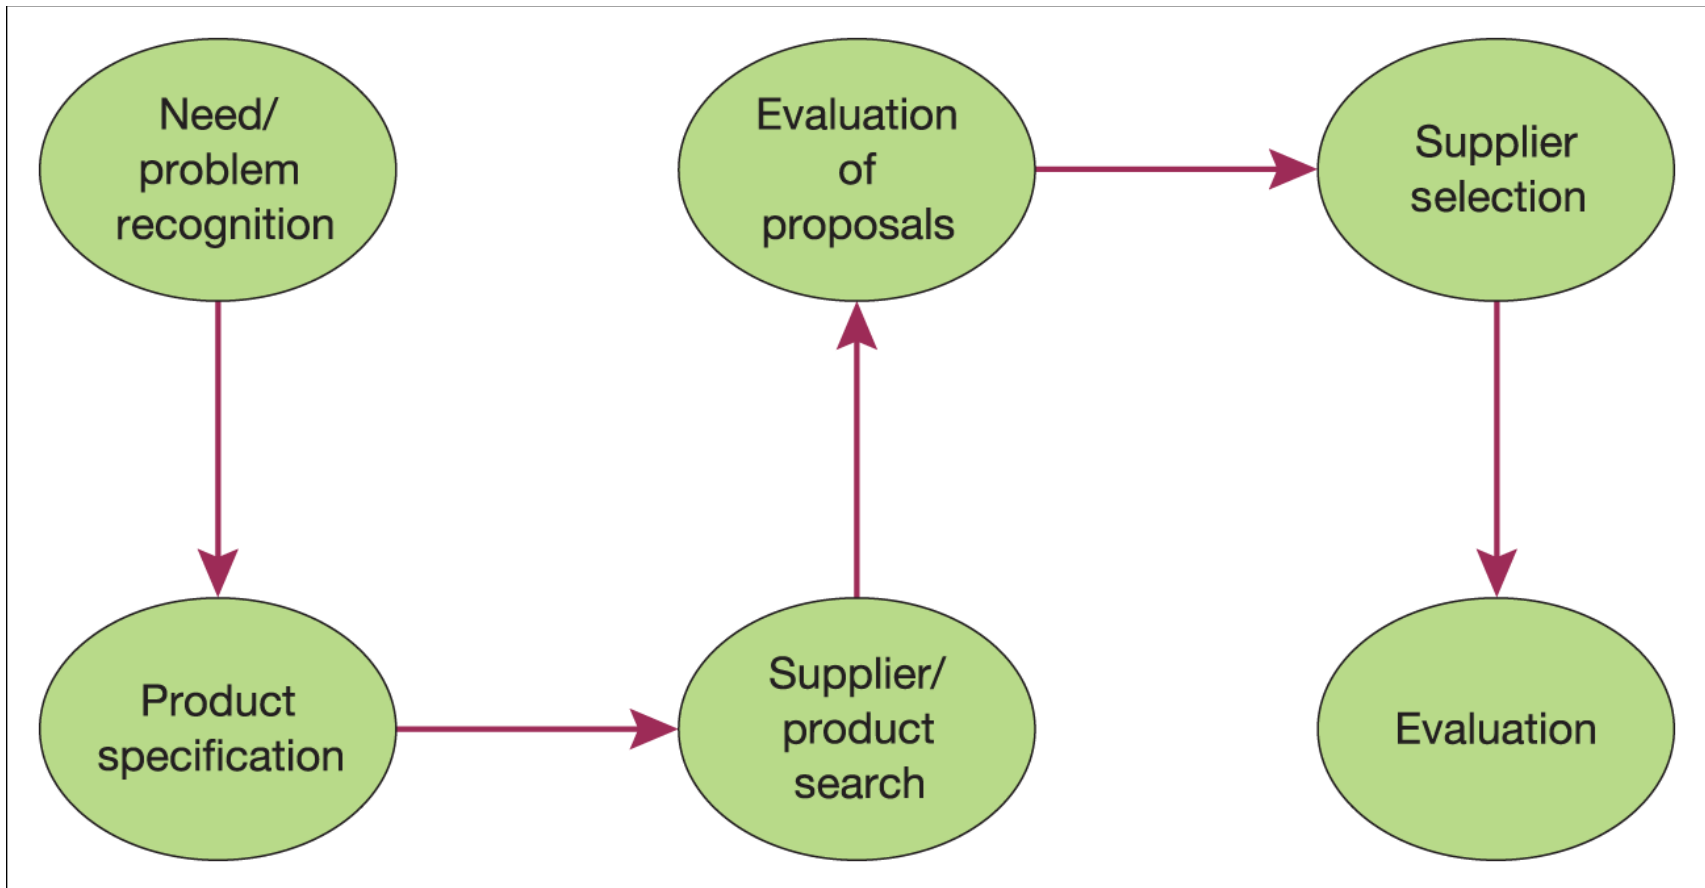 Need/
problem
recognition
Product
specification
Supplier/
product
search
Evaluation
of
proposals
Supplier
selection
Evaluation